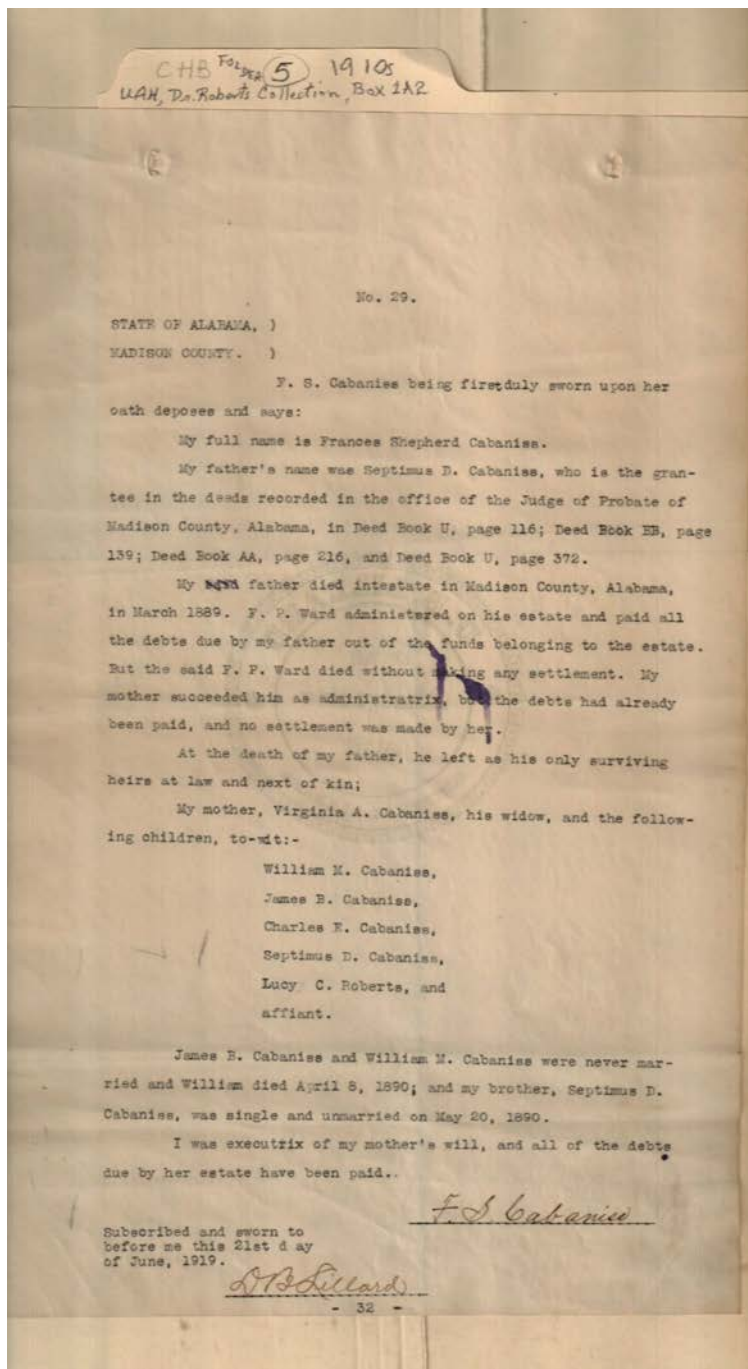 CHB FOLDER 5 1910s
UAH, Dr. Roberts Collection, Box 1A2
No. 29.
STATE OF ALABAMA, )
MADISON COUNTY. )
F. S. Cabaniss being first duly sworn upon her
oath deposes and says:
My full name is Frances Shepherd Cabaniss.
My father's name was Septimus D. Cabaniss, who is the gran-
tee in the deeds recorded in the office of the Judge of Probate of
Madison County, Alabama, in Deed Book U, page 116; Deed Book EB, page
139; Deed Book AA, page 216, and Deed Book U, page 372.
My father died intestate in Madison County, Alabama,
in March 1889. F. P. Ward administered on his estate and paid all
the debts due by my father out of the funds belonging to the estate.
But the said F. P. Ward died without making any settlement. My
mother succeeded him as administratrix, but the debts had already
been paid, and no settlement was made by her.
At the death of my father, he left as his only surviving
heirs at law and next of kin;
My mother, Virginia A. Cabaniss, his widow, and the follow-
ing children, to-wit:-
William M. Cabaniss,
James B. Cabaniss,
Charles E. Cabaniss,
Septimus D. Cabaniss,
Lucy C. Roberts, and
affiant.
James B. Cabaniss and William M. Cabaniss were never mar-
ried and William died April 8, 1890; and my brother, Septimus D.
Cabaniss, was single and unmarried on May 20, 1890.
I was executrix of my mother's will, and all of the debts
due by her estate have been paid..
F. S. Cabaniss
Subscribed and sworn to
before me this 21st d ay
of June, 1919.
D B Lillard
- 32 -